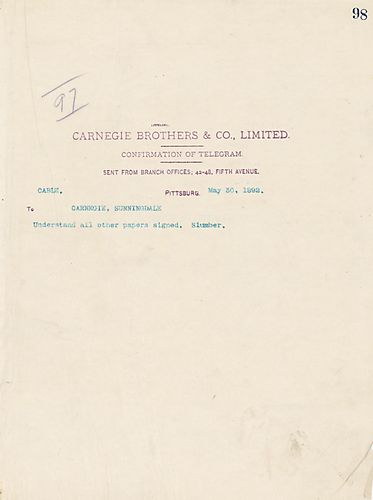 98
97
CARNEGIE BROTHERS & CO., LIMITED.
CONFIRMATION OF TELEGRAM.
SENT FROM BRANCH OFFICES; 42-48, FIFTH AVENUE.
CABLE. PITTSBURG, May 30, 1892.
To CARNEGIE, SUNNINGDALE
Understand all other papers signed. Slumber.